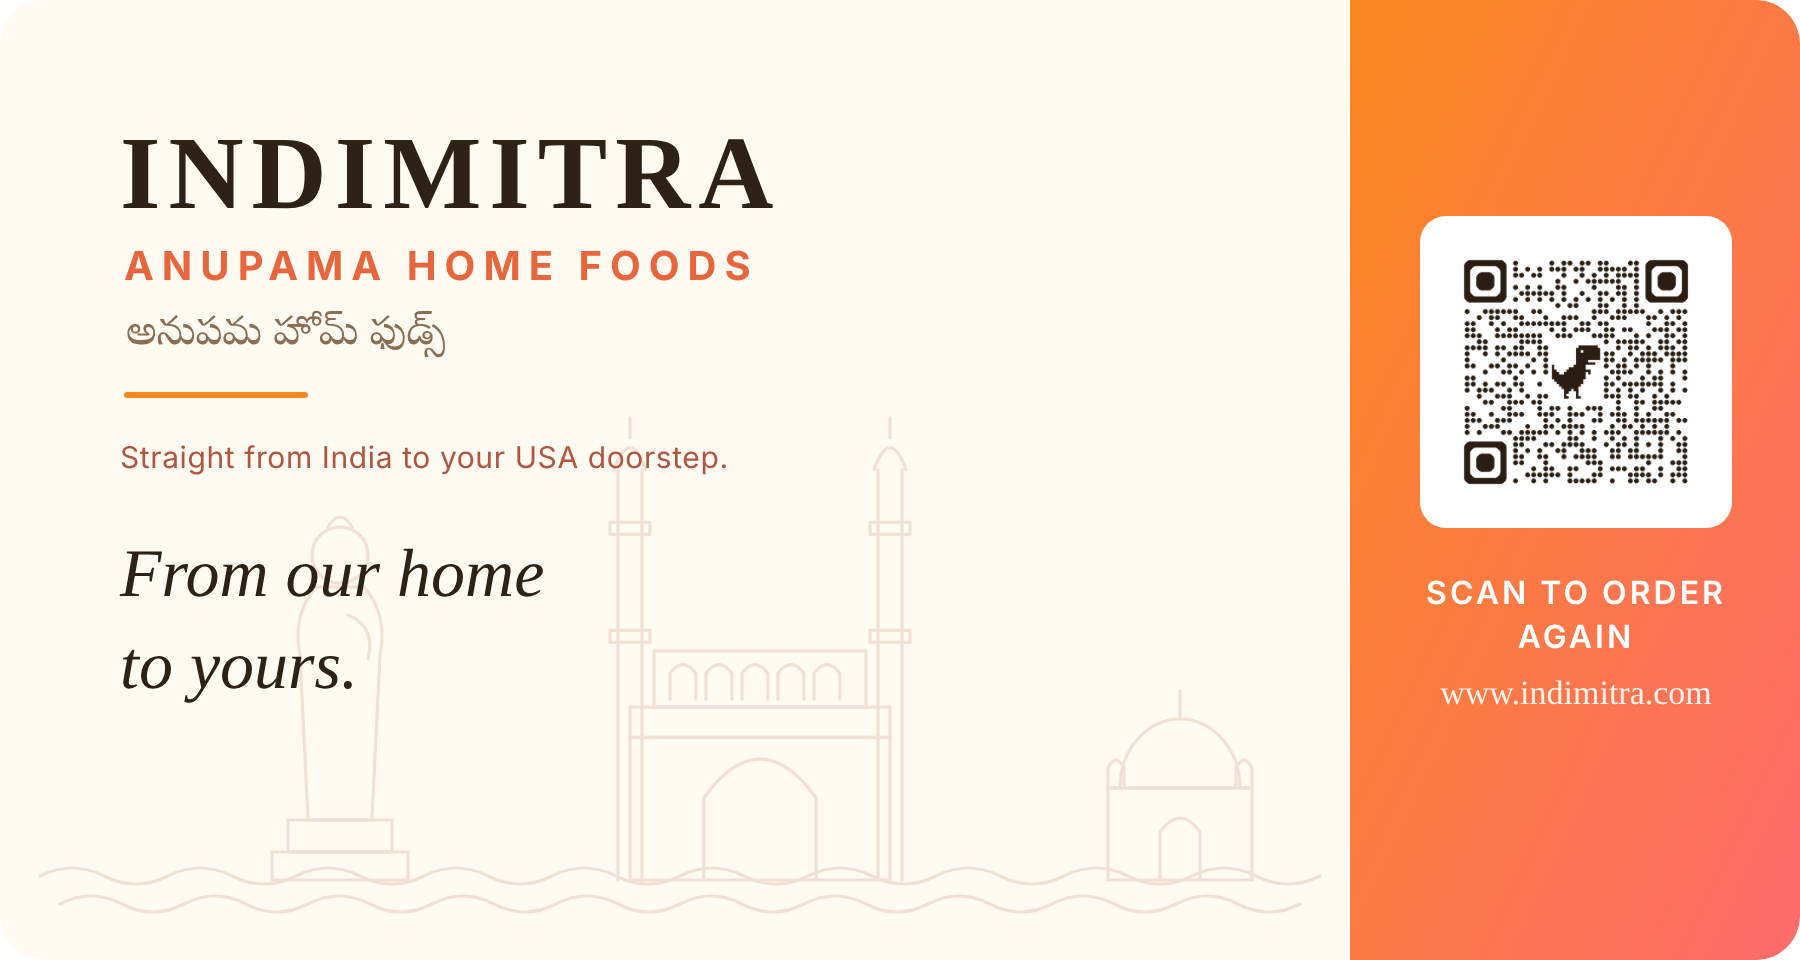 INDIMITRA
ANUPAMA HOME FOODS
అనుపమ హోమ్ ఫుడ్స్
Straight from India to your USA doorstep.
From our home
to yours.
SCAN TO ORDER
AGAIN
www.indimitra.com